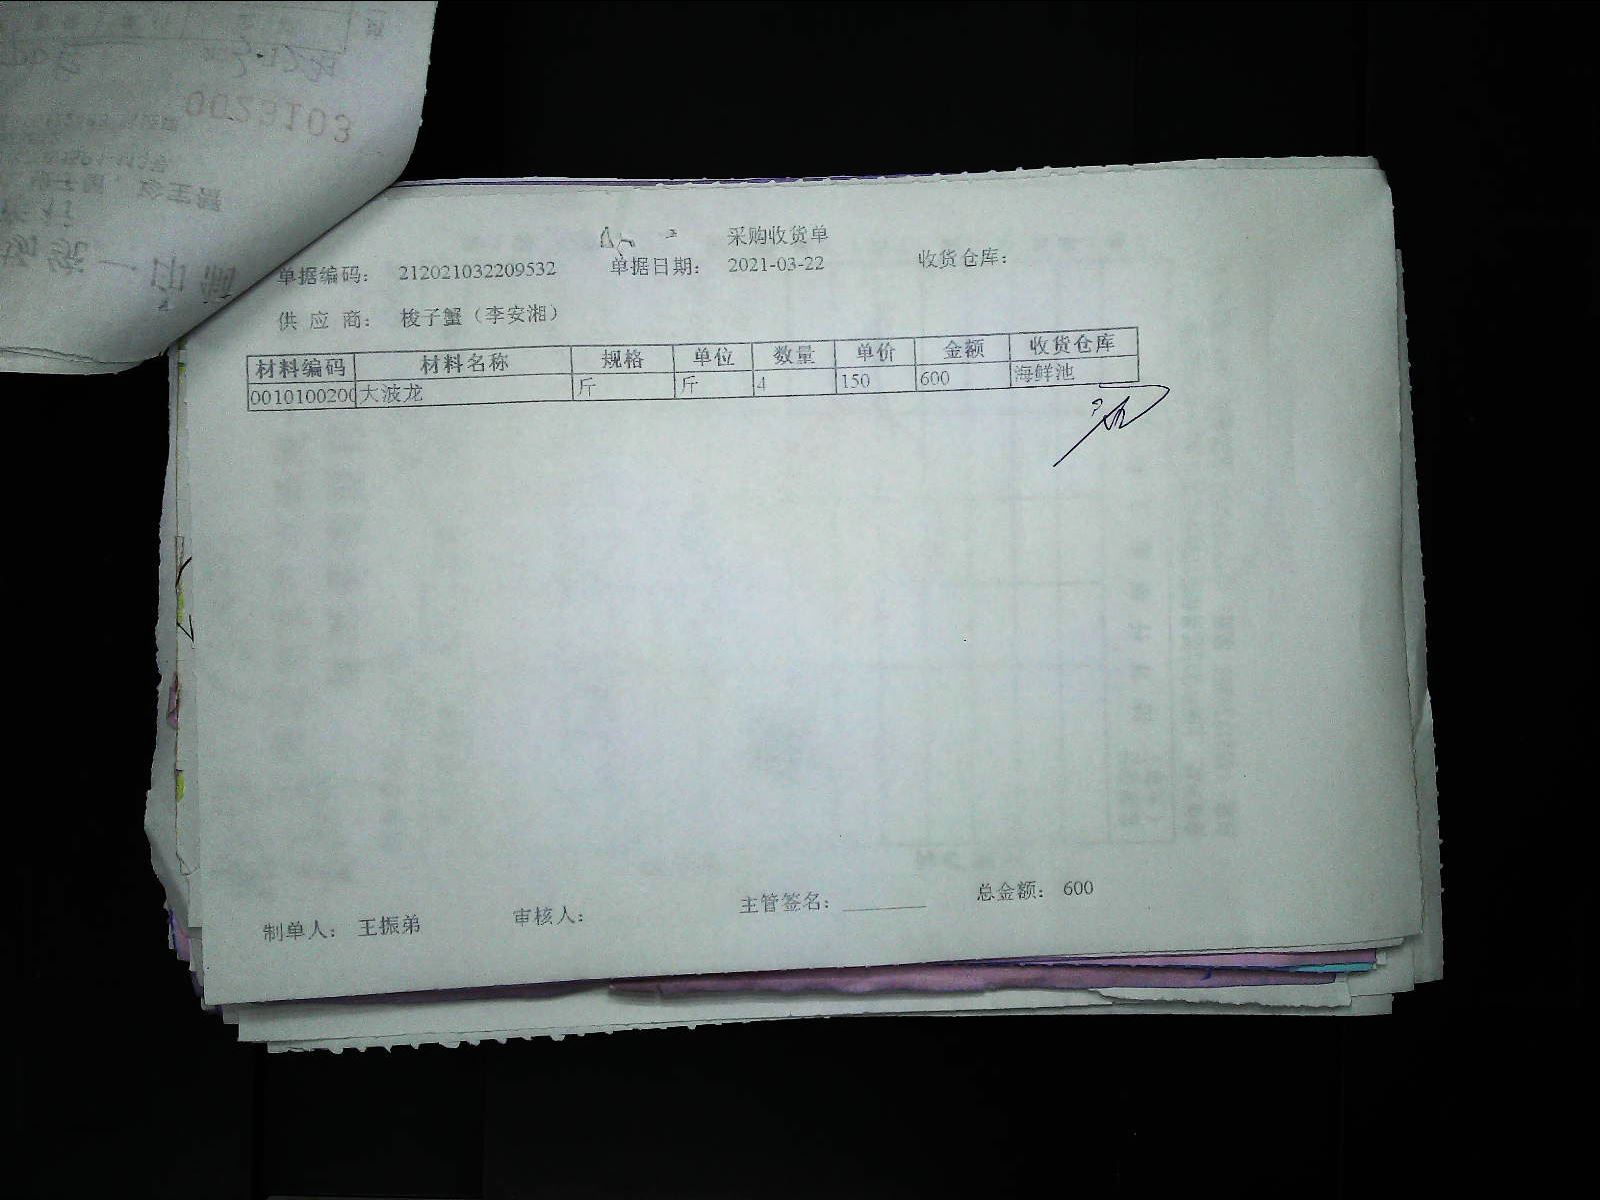 0025103
采购收货单
单据编码： 212021032209532 单据日期： 2021-03-22 收货仓库：
供 应 商： 梭子蟹（李安湘）
材料编码 材料名称 规格 单位 数量 单价 金额 收货仓库
0010100200 大波龙 斤 斤 4 150 600 海鲜池
制单人： 王振弟 审核人： 主管签名： 总金额： 600